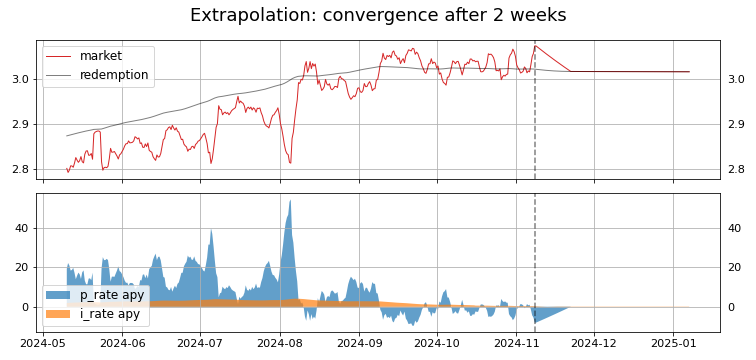 Extrapolation: convergence after 2 weeks
market
redemption
3.0
2.9
2.8
3.0
2.9
2.8
40
20
0
40
20
0
p_rate apy
i_rate apy
2024-05 2024-06 2024-07 2024-08 2024-09 2024-10 2024-11 2024-12 2025-01